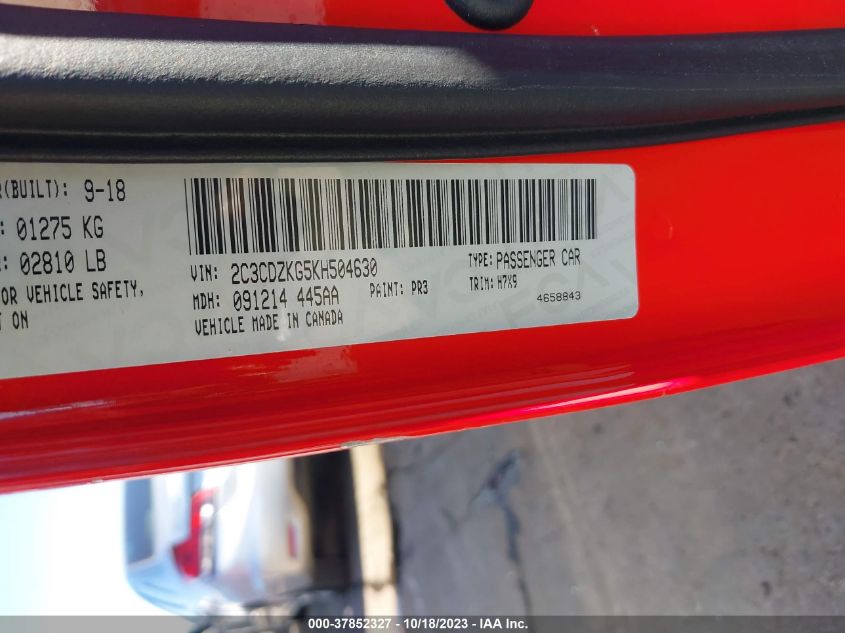 R(BUILT): 9-18
: 01275 KG
: 02810 LB
OR VEHICLE SAFETY,
T ON
VIN: 2C3CDZKG5KH504630
TYPE: PASSENGER CAR
MDH: 091214 445AA
PAINT: PR3
TRIM: H7X9
VEHICLE MADE IN CANADA
4658843
000-37852327 - 10/18/2023 - IAA Inc.